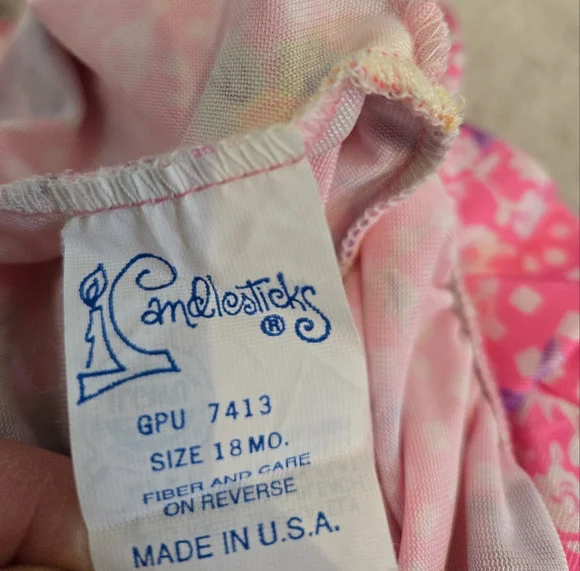 Candlesticks
®
GPU 7413
SIZE 18 MO.
FIBER AND CARE
ON REVERSE
MADE IN U.S.A.